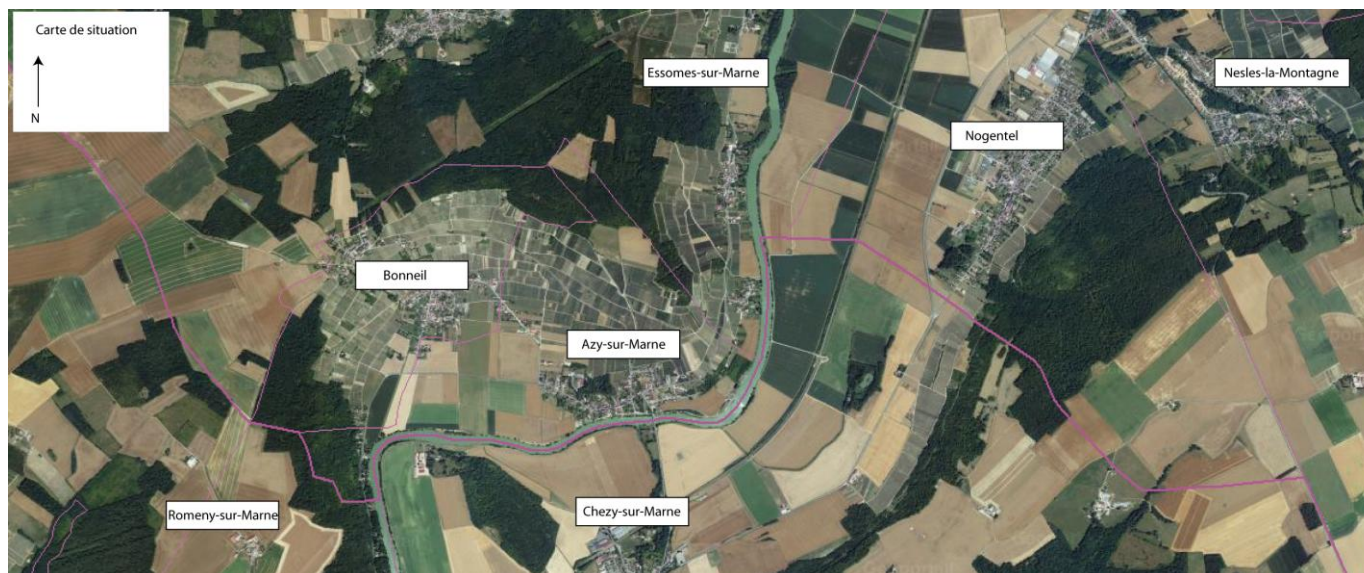 Carte de situation
N
Essomes-sur-Marne
Nesles-la-Montagne
Nogentel
Bonneil
Azy-sur-Marne
Romeny-sur-Marne
Chezy-sur-Marne